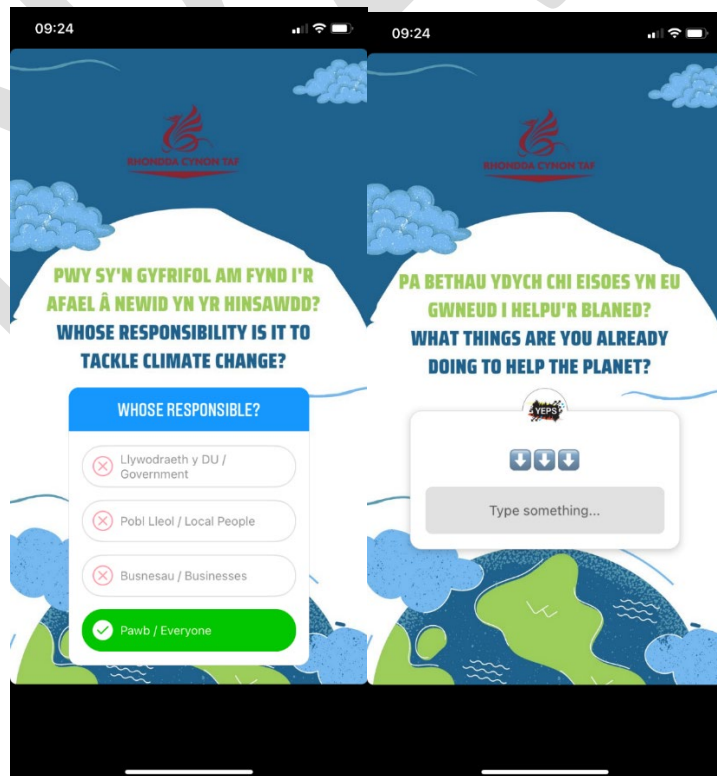 09:24
RHONDDA CYNON TAF
PWY SY'N GYFRIFOL AM FYND I'R
AFAEL Â NEWID YN YR HINSAWDD?
WHOSE RESPONSIBILITY IS IT TO
TACKLE CLIMATE CHANGE?
WHOSE RESPONSIBLE?
Llywodraeth y DU /
Government
Pobl Lleol / Local People
Busnesau / Businesses
Pawb / Everyone
09:24
RHONDDA CYNON TAF
PA BETHAU YDYCH CHI EISOES YN EU
GWNEUD I HELPU'R BLANED?
WHAT THINGS ARE YOU ALREADY
DOING TO HELP THE PLANET?
YEPS
Type something...